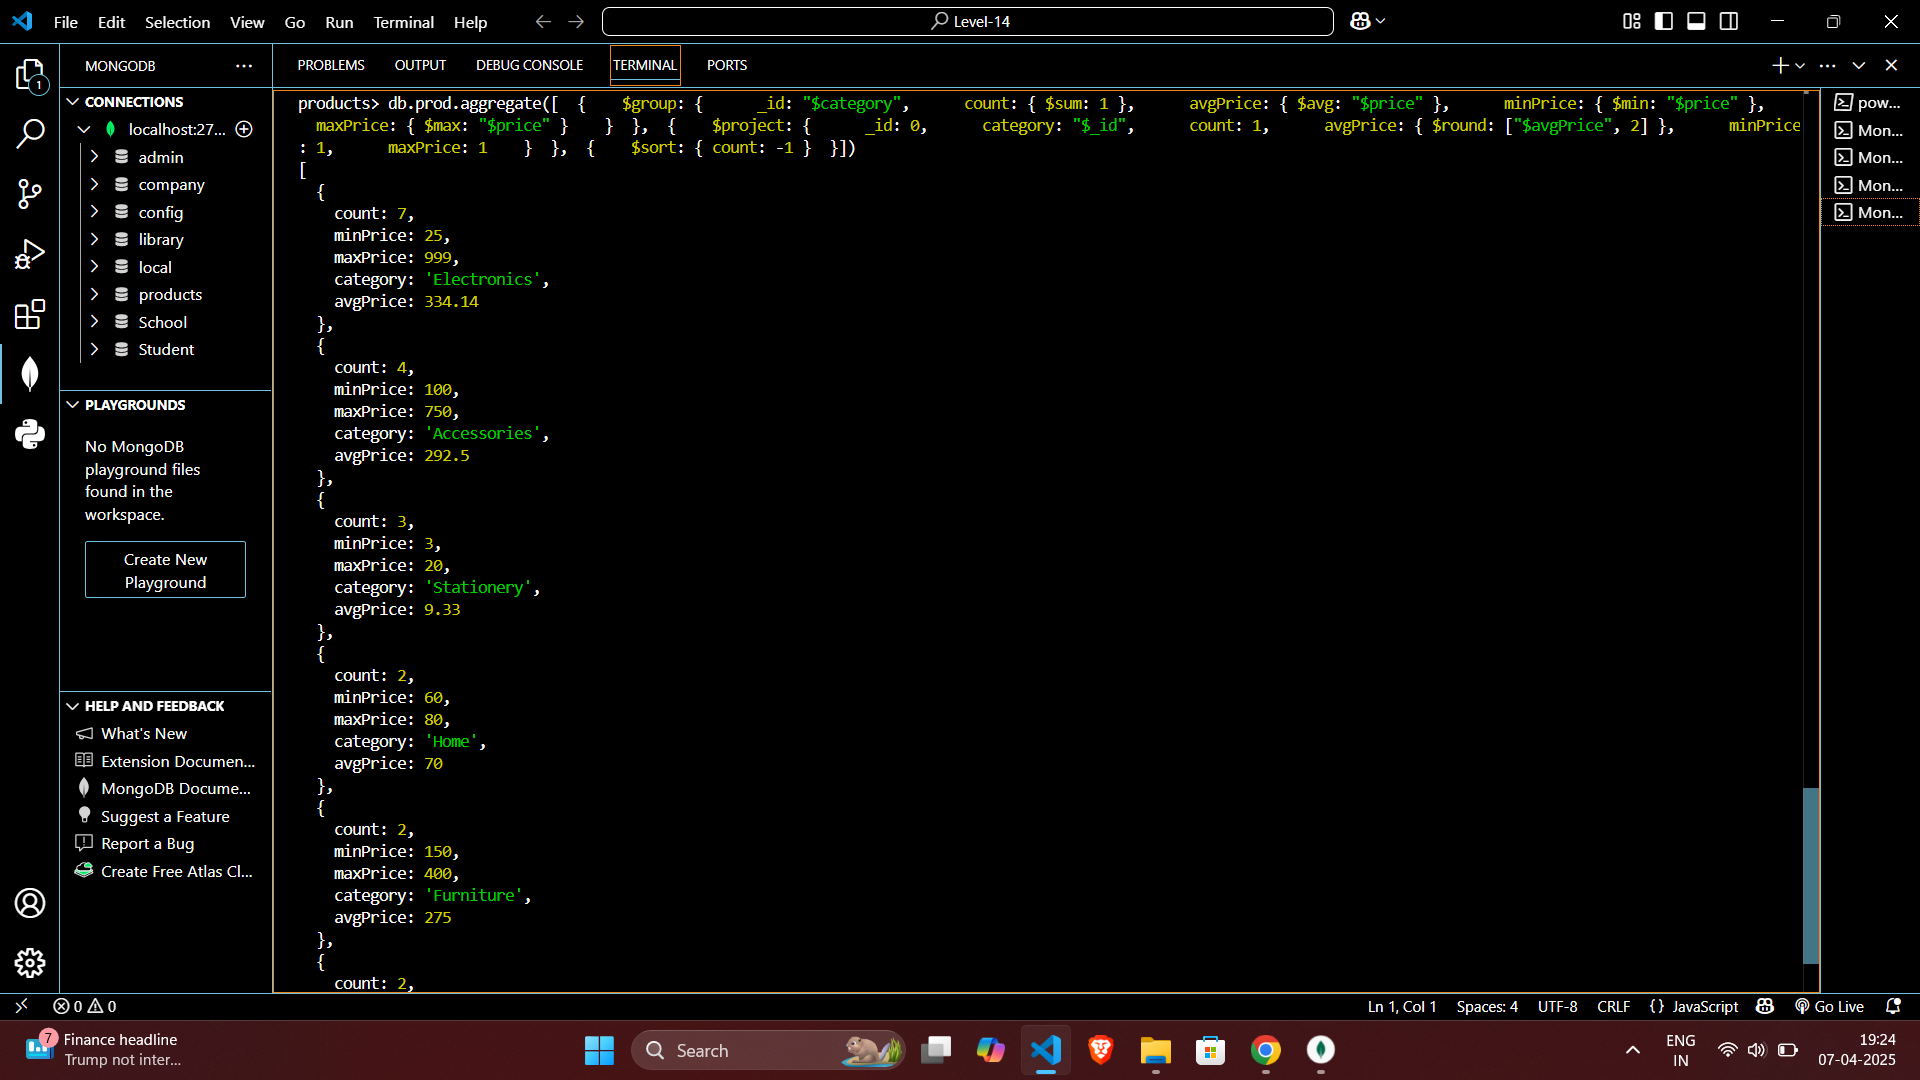 File Edit Selection View Go Run Terminal Help
Level-14
MONGODB
PROBLEMS OUTPUT DEBUG CONSOLE TERMINAL PORTS
1
CONNECTIONS
localhost:27...
admin
company
config
library
local
products
School
Student
PLAYGROUNDS
No MongoDB
playground files
found in the
workspace.
Create New
Playground
HELP AND FEEDBACK
What's New
Extension Documen...
MongoDB Docume...
Suggest a Feature
Report a Bug
Create Free Atlas Cl...
products> db.prod.aggregate([ { $group: { _id: "$category", count: { $sum: 1 }, avgPrice: { $avg: "$price" }, minPrice: { $min: "$price" },
maxPrice: { $max: "$price" } } }, { $project: { _id: 0, category: "$_id", count: 1, avgPrice: { $round: ["$avgPrice", 2] }, minPrice
: 1, maxPrice: 1 } }, { $sort: { count: -1 } }])
[
{
count: 7,
minPrice: 25,
maxPrice: 999,
category: 'Electronics',
avgPrice: 334.14
},
{
count: 4,
minPrice: 100,
maxPrice: 750,
category: 'Accessories',
avgPrice: 292.5
},
{
count: 3,
minPrice: 3,
maxPrice: 20,
category: 'Stationery',
avgPrice: 9.33
},
{
count: 2,
minPrice: 60,
maxPrice: 80,
category: 'Home',
avgPrice: 70
},
{
count: 2,
minPrice: 150,
maxPrice: 400,
category: 'Furniture',
avgPrice: 275
},
{
count: 2,
pow...
Mon...
Mon...
Mon...
Mon...
0 0
Ln 1, Col 1 Spaces: 4 UTF-8 CRLF {} JavaScript Go Live
7
Finance headline
Trump not inter...
Search
ENG
IN
19:24
07-04-2025